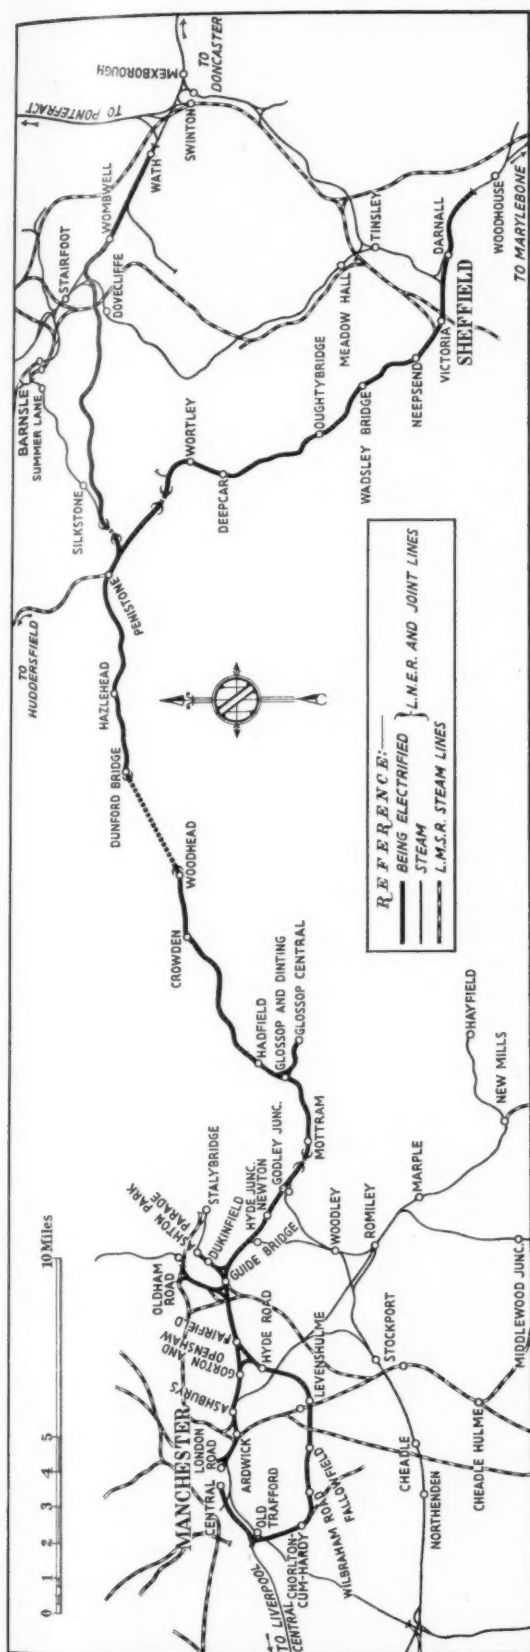 MANCHESTER
LONDON
ROAD
CENTRAL
ARDWICK
ASHBURYS
GORTON AND
OPENSHAW
FAIRFIELD
HYDE ROAD
LEVENSHULME
FALLOWFIELD
WILBRAHAM ROAD
CHORLTON-
CUM-HARDY
OLD
TRAFFORD
TO LIVERPOOL
CENTRAL
NORTHENDEN
CHEADLE
CHEADLE HULME
STOCKPORT
MIDDLEWOOD JUNC.
0 1 2 3 4 5 10 Miles
OLDHAM
ROAD
ASHTON PARK
PARADE
STALYBRIDGE
DUKINFIELD
GUIDE BRIDGE
HYDE JUNC.
NEWTON
GODLEY JUNC.
MOTTRAM
WOODLEY
ROMILEY
MARPLE
NEW MILLS
HAYFIELD
GLOSSOP AND DINTING
GLOSSOP CENTRAL
HADFIELD
CROWDEN
WOODHEAD
DUNFORD BRIDGE
HAZLEHEAD
PENISTONE
TO
HUDDERSFIELD
REFERENCE:
BEING ELECTRIFIED
STEAM
L.N.E.R. AND JOINT LINES
L.M.S.R. STEAM LINES
SILKSTONE
BARNSLE
SUMMER LANE
STAIRFOOT
DOVECLIFFE
WOMBWELL
WATH
SWINTON
MEXBOROUGH
TO PONTEFRACT
TO
DONCASTER
WORTLEY
DEEPCAR
OUGHTYBRIDGE
WADSLEY BRIDGE
NEEPSEND
VICTORIA
SHEFFIELD
MEADOW HALL
TINSLEY
DARNALL
WOODHOUSE
TO MARYLEBONE